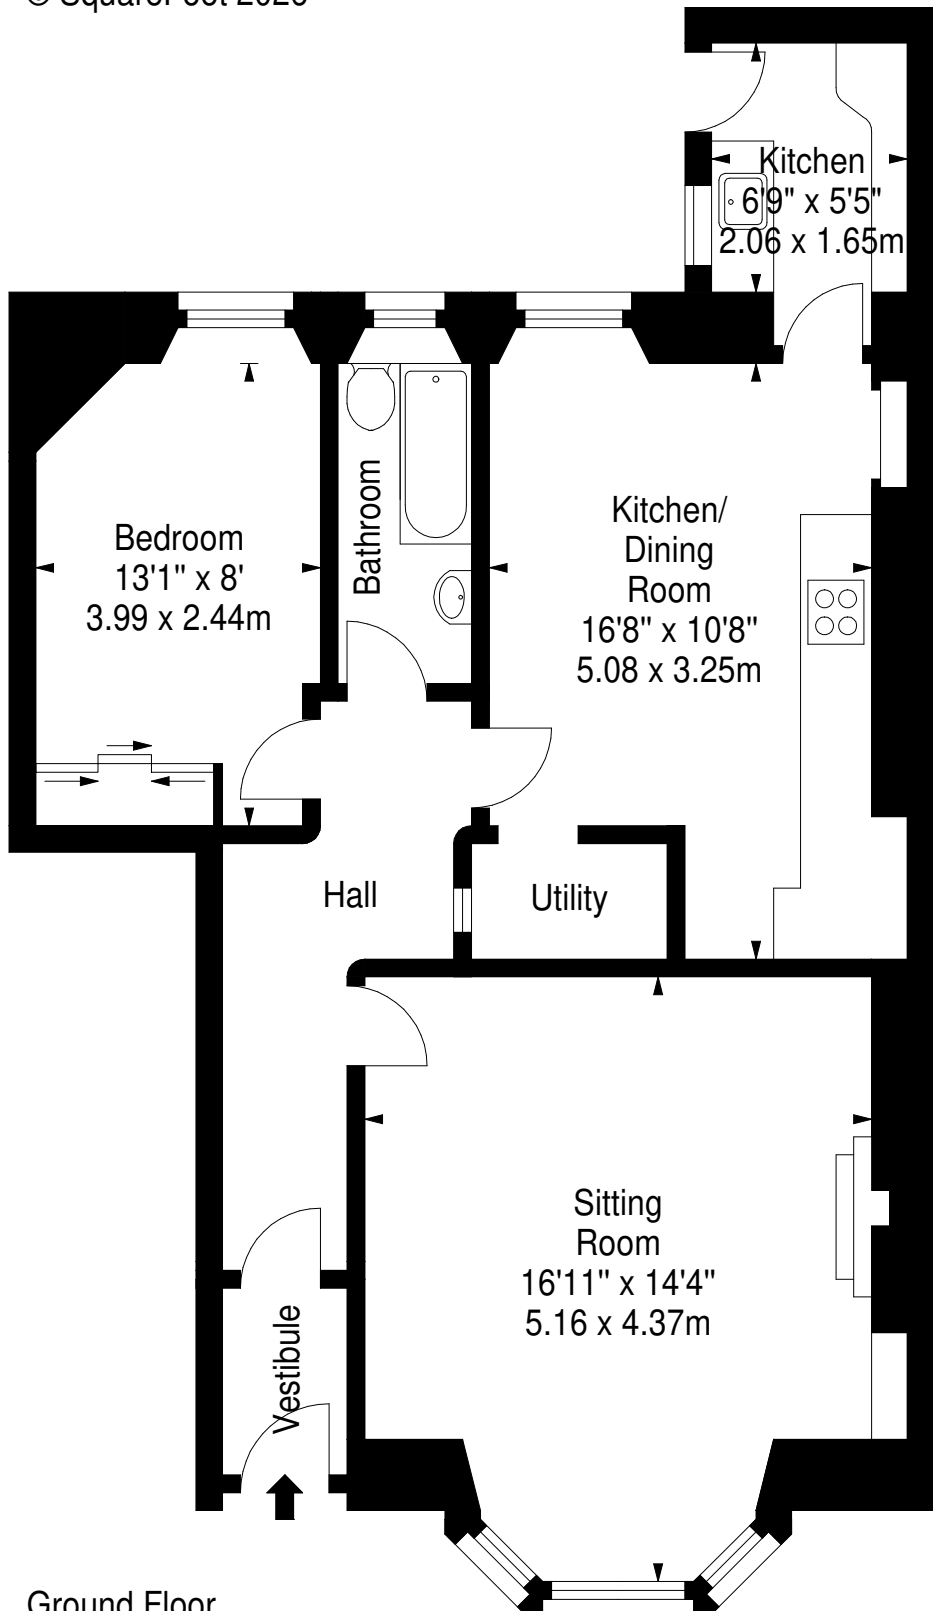 © SquareFoot 2026
Kitchen
6'9" x 5'5"
2.06 x 1.65m
Bedroom
13'1" x 8'
3.99 x 2.44m
Bathroom
Kitchen/
Dining
Room
16'8" x 10'8"
5.08 x 3.25m
Hall
Utility
Sitting
Room
16'11" x 14'4"
5.16 x 4.37m
Vestibule
Ground Floor